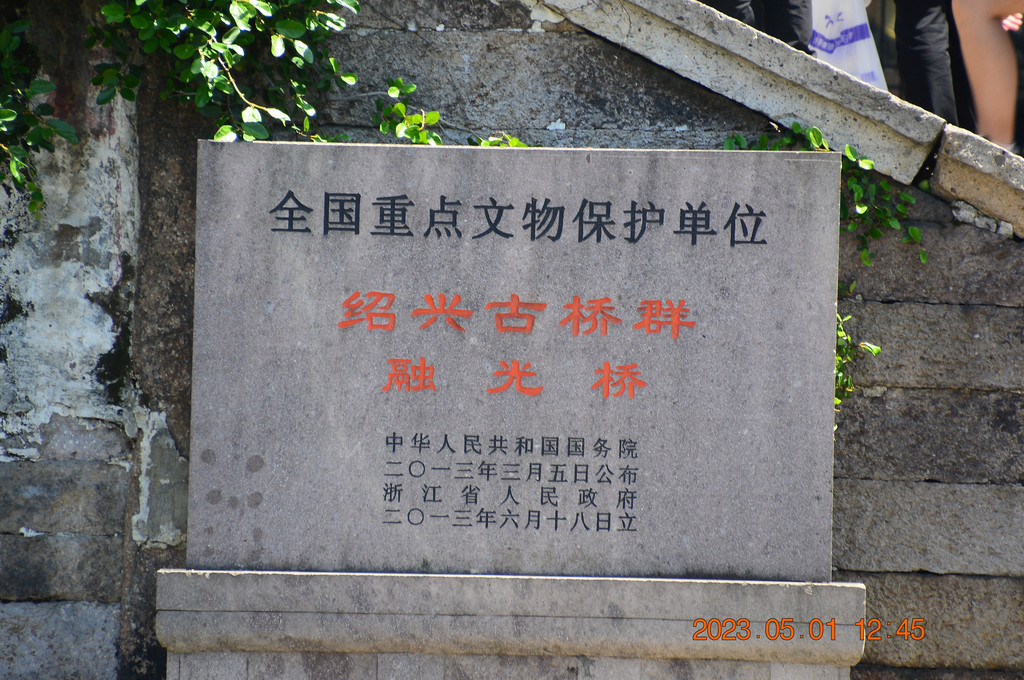 全国重点文物保护单位
绍兴古桥群
融光桥
中华人民共和国国务院
二〇一三年三月五日公布
浙江省人民政府
二〇一三年六月十八日立
2023.05.01 12:45